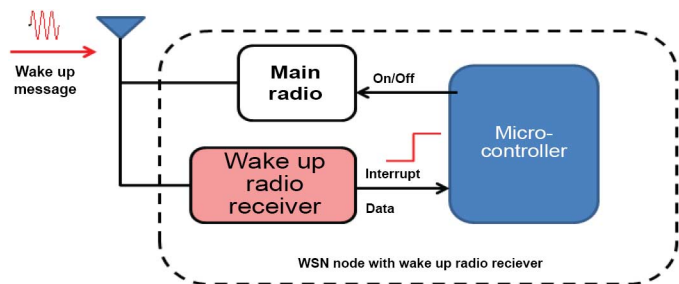 Wake up
message
Main
radio
On/Off
Micro-
controller
Wake up
radio
receiver
Interrupt
Data
WSN node with wake up radio reciever